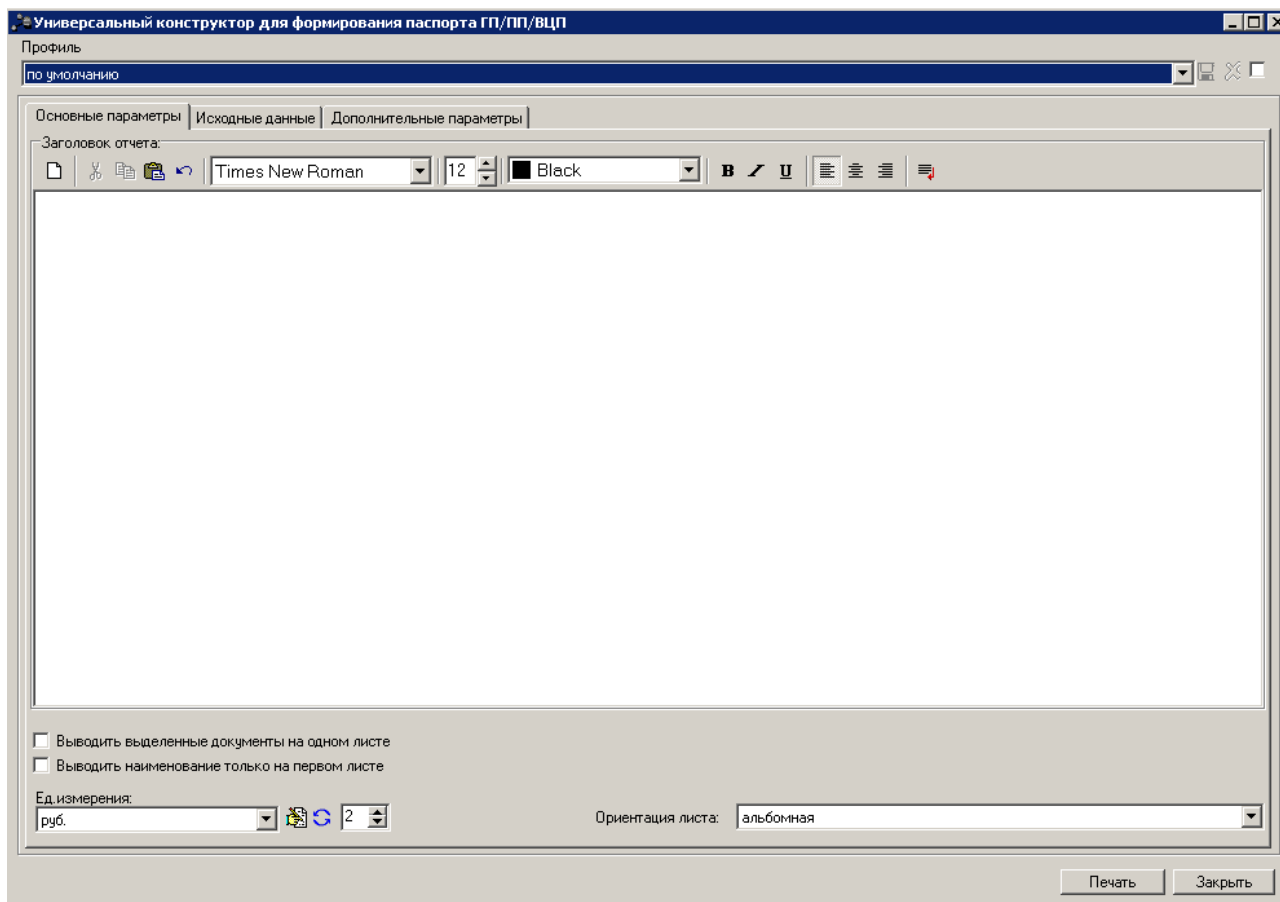 Универсальный конструктор для формирования паспорта ГП/ПП/ВЦП
Профиль
по умолчанию
Основные параметры Исходные данные Дополнительные параметры
Заголовок отчета:
Times New Roman 12 Black B I U
Выводить выделенные документы на одном листе
Выводить наименование только на первом листе
Ед.измерения:
руб. 2 Ориентация листа: альбомная
Печать Закрыть